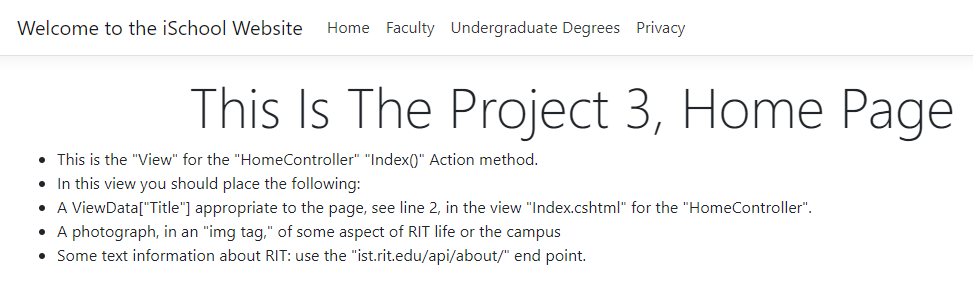 Welcome to the iSchool Website Home Faculty Undergraduate Degrees Privacy
This Is The Project 3, Home Page
• This is the "View" for the "HomeController" "Index()" Action method.
• In this view you should place the following:
• A ViewData["Title"] appropriate to the page, see line 2, in the view "Index.cshtml" for the "HomeController".
• A photograph, in an "img tag," of some aspect of RIT life or the campus
• Some text information about RIT: use the "ist.rit.edu/api/about/" end point.